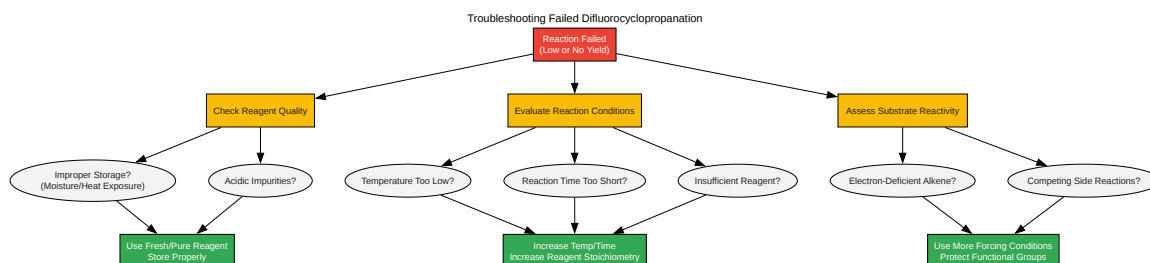 Troubleshooting Failed Difluorocyclopropanation
Reaction Failed
(Low or No Yield)
Check Reagent Quality
Evaluate Reaction Conditions
Assess Substrate Reactivity
Improper Storage?
(Moisture/Heat Exposure)
Acidic Impurities?
Temperature Too Low?
Reaction Time Too Short?
Insufficient Reagent?
Electron-Deficient Alkene?
Competing Side Reactions?
Use Fresh/Pure Reagent
Store Properly
Increase Temp/Time
Increase Reagent Stoichiometry
Use More Forcing Conditions
Protect Functional Groups